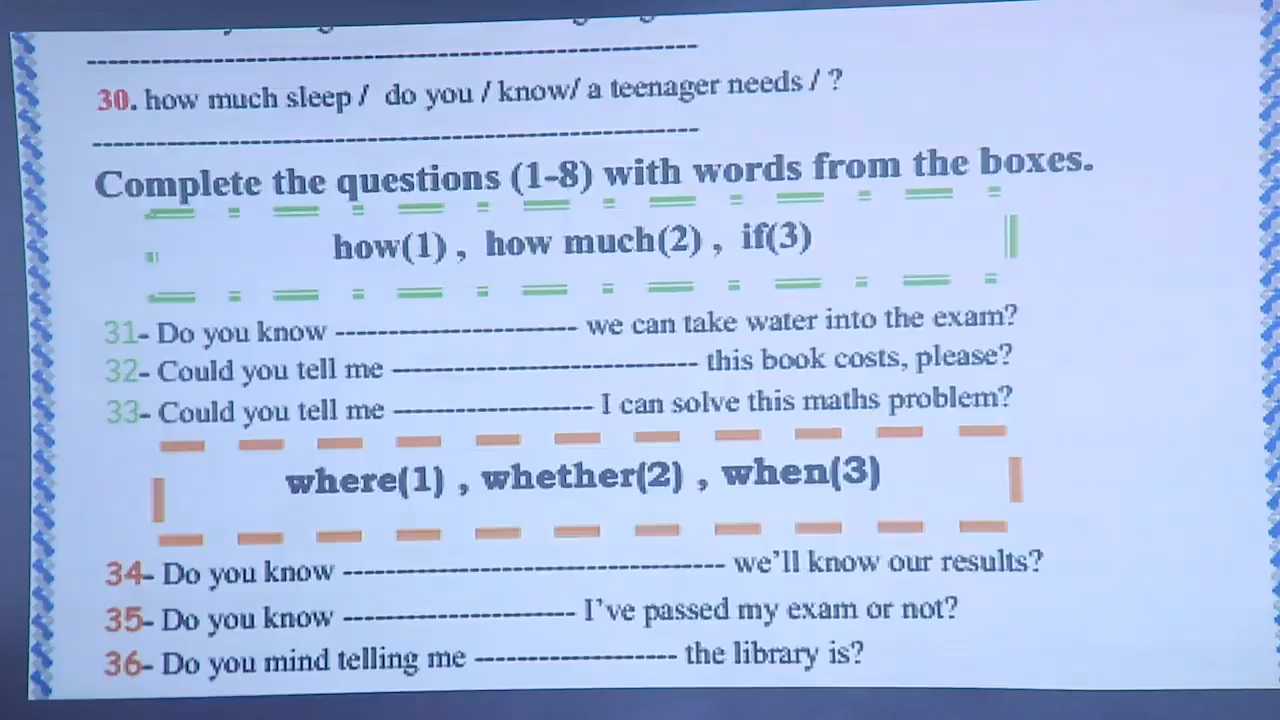 30. how much sleep / do you / know/ a teenager needs / ?
Complete the questions (1-8) with words from the boxes.
how(1) , how much(2) , if(3)
31- Do you know ---------------------- we can take water into the exam?
32- Could you tell me ---------------------------- this book costs, please?
33- Could you tell me ------------------ I can solve this maths problem?
where(1) , whether(2) , when(3)
34- Do you know ----------------------------------- we'll know our results?
35- Do you know --------------------- I've passed my exam or not?
36- Do you mind telling me ------------------ the library is?